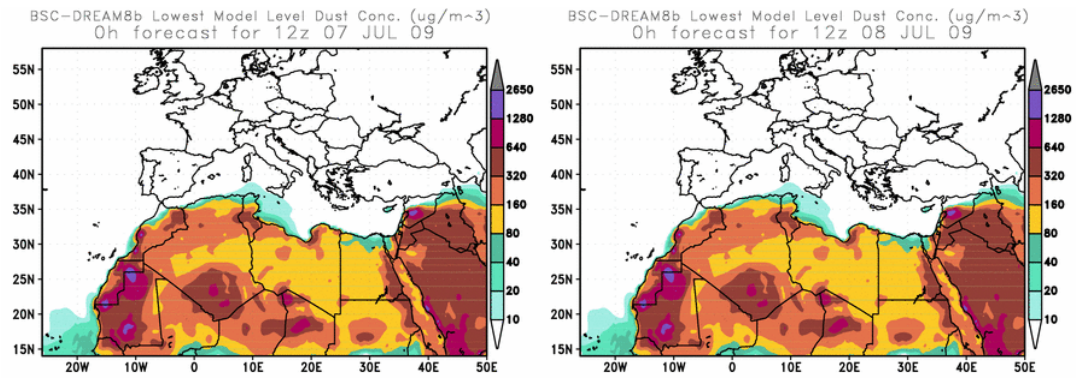 BSC-DREAM8b Lowest Model Level Dust Conc. (ug/m^3)
0h forecast for 12z 07 JUL 09
55N
50N
45N
40N
35N
30N
25N
20N
15N
20W
10W
0
10E
20E
30E
40E
50E
2650
1280
640
320
160
80
40
20
10
BSC-DREAM8b Lowest Model Level Dust Conc. (ug/m^3)
0h forecast for 12z 08 JUL 09
55N
50N
45N
40N
35N
30N
25N
20N
15N
20W
10W
0
10E
20E
30E
40E
50E
2650
1280
640
320
160
80
40
20
10